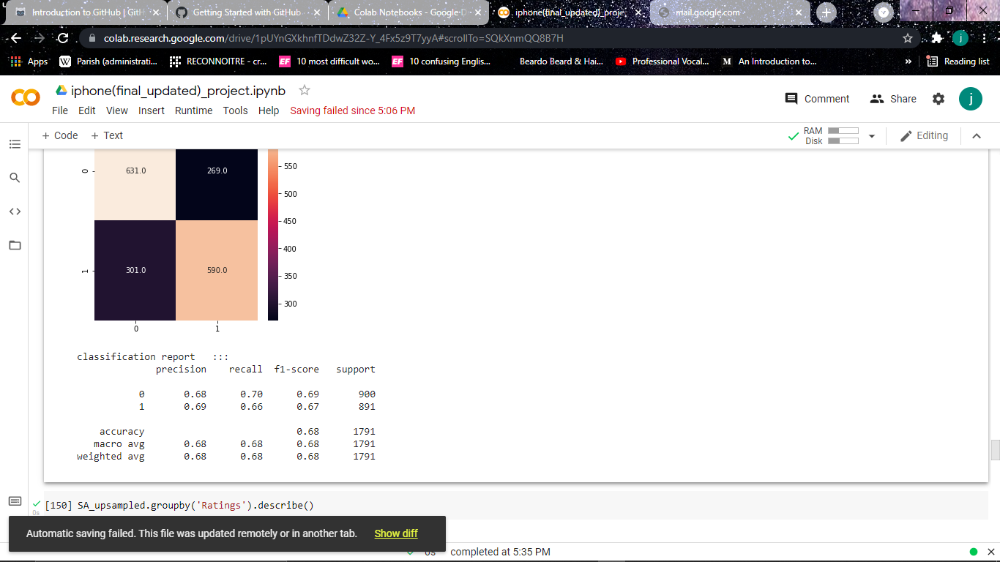 Introduction to GitHub | GitH
Getting Started with GitHub
Colab Notebooks - Google D
iphone(final_updated)_proje
mail.google.com
colab.research.google.com/drive/1pUYnGXkhnfTDdwZ32Z-Y_4Fx5z9T7yyA#scrollTo=SQkXnmQQ8B7H
j
Apps
W
Parish (administrati...
RECONNOITRE - cr...
EF
10 most difficult wo...
EF
10 confusing Englis...
Beardo Beard & Hai...
Professional Vocal...
M
An Introduction to...
»
Reading list
iphone(final_updated)_project.ipynb
Comment
Share
j
File Edit View Insert Runtime Tools Help Saving failed since 5:06 PM
+ Code + Text
RAM
Disk
Editing
0
631.0 269.0
550
500
450
400
350
300
1
301.0 590.0
0 1
classification report :::
precision recall f1-score support
0 0.68 0.70 0.69 900
1 0.69 0.66 0.67 891
accuracy 0.68 1791
macro avg 0.68 0.68 0.68 1791
weighted avg 0.68 0.68 0.68 1791
[150] SA_upsampled.groupby('Ratings').describe()
0s
Automatic saving failed. This file was updated remotely or in another tab. Show diff
0s completed at 5:35 PM